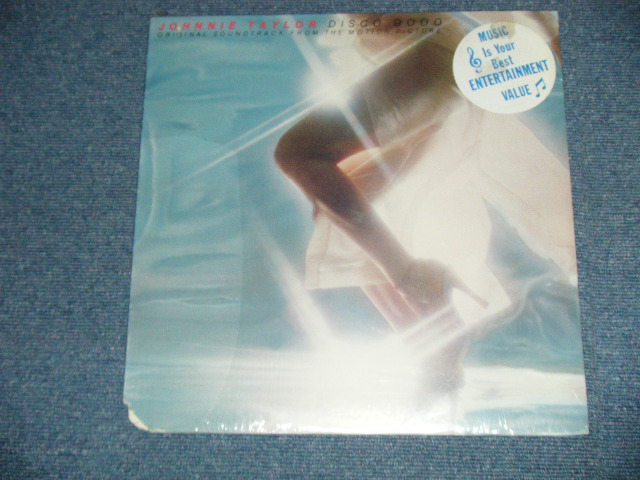 JOHNNIE TAYLOR DISCO 9000
ORIGINAL SOUNDTRACK FROM THE MOTION PICTURE
MUSIC
Is Your
Best
ENTERTAINMENT
VALUE